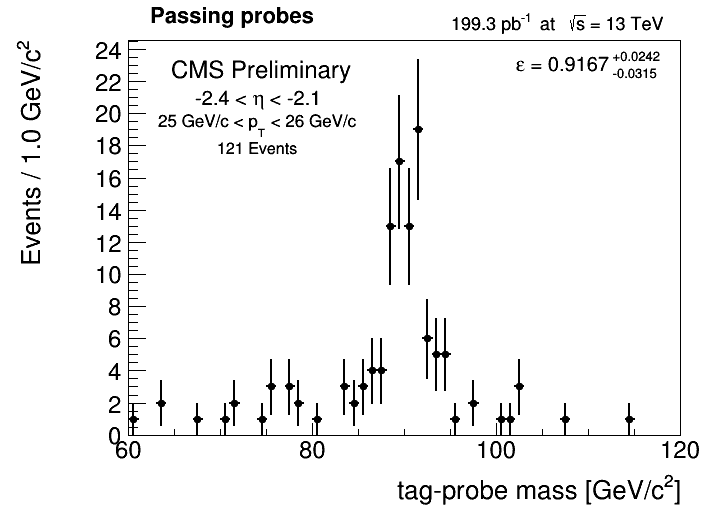 Passing probes
199.3 pb⁻¹ at √s = 13 TeV
CMS Preliminary
-2.4 < η < -2.1
25 GeV/c < p_T < 26 GeV/c
121 Events
ε = 0.9167 +0.0242 -0.0315
Events / 1.0 GeV/c²
24
22
20
18
16
14
12
10
8
6
4
2
0
60 80 100 120
tag-probe mass [GeV/c²]